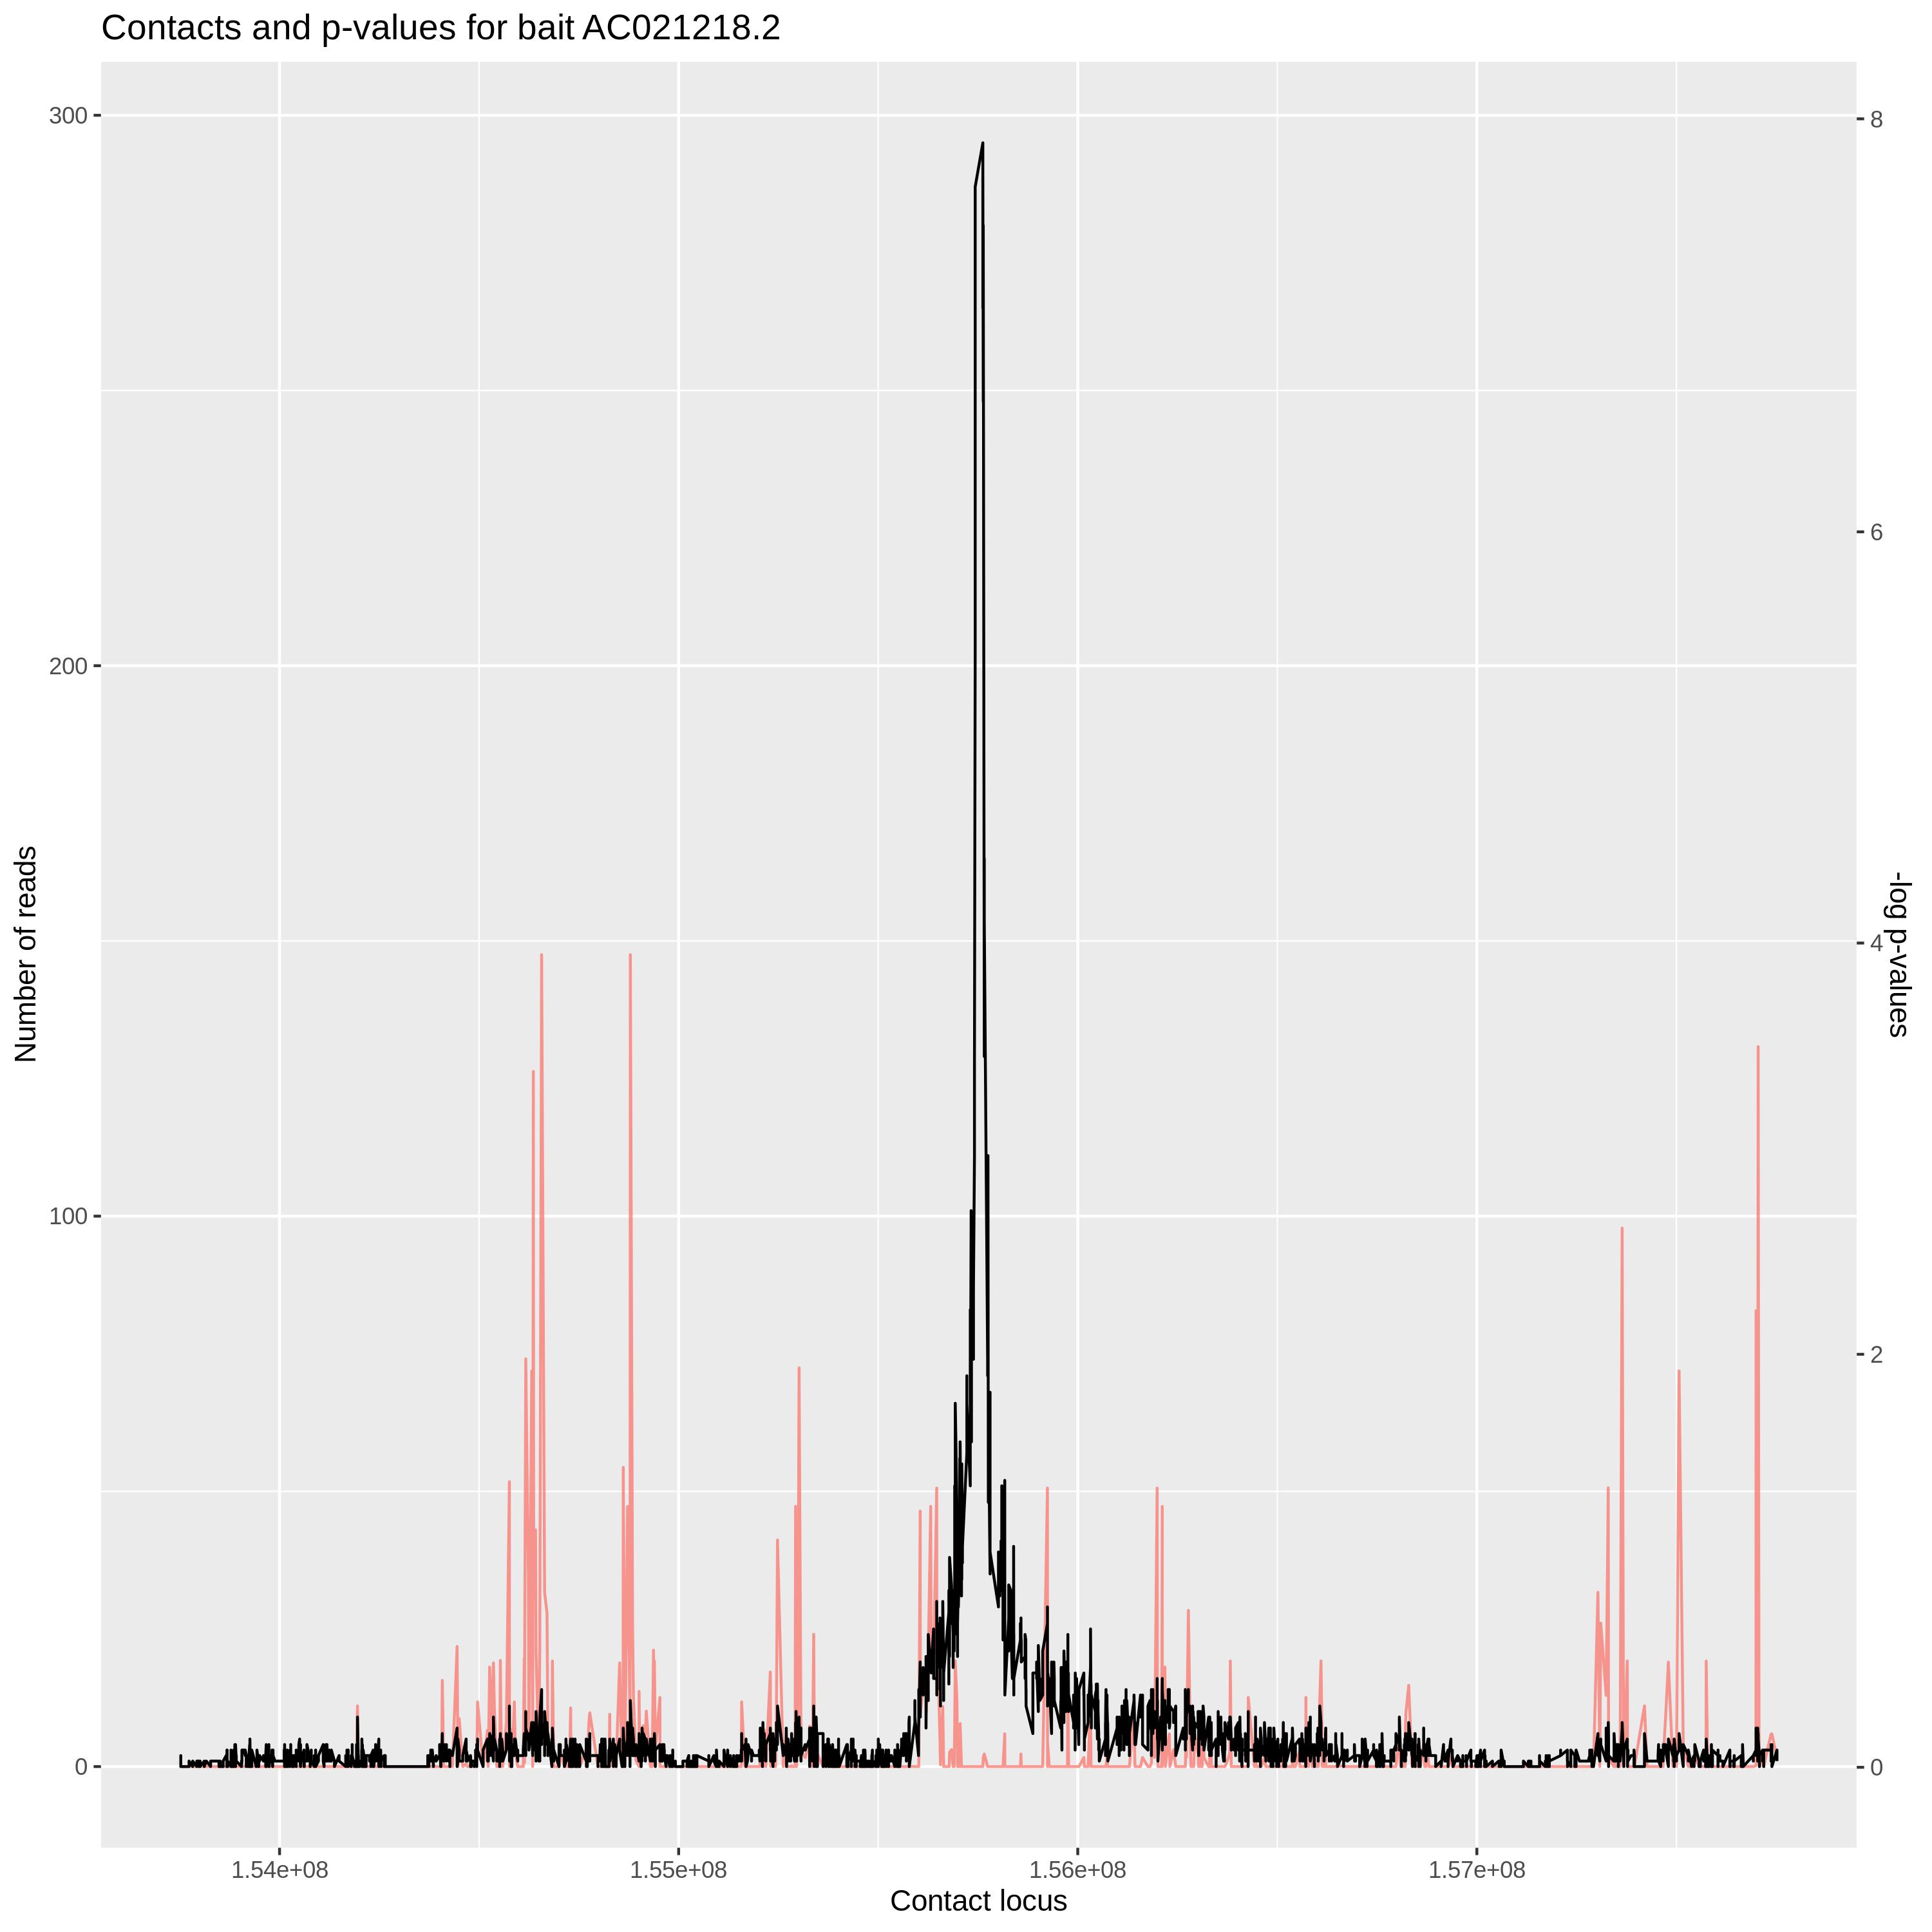 Contacts and p-values for bait AC021218.2
300
200
100
0
Number of reads
8
6
4
2
0
-log p-values
1.54e+08
1.55e+08
1.56e+08
1.57e+08
Contact locus